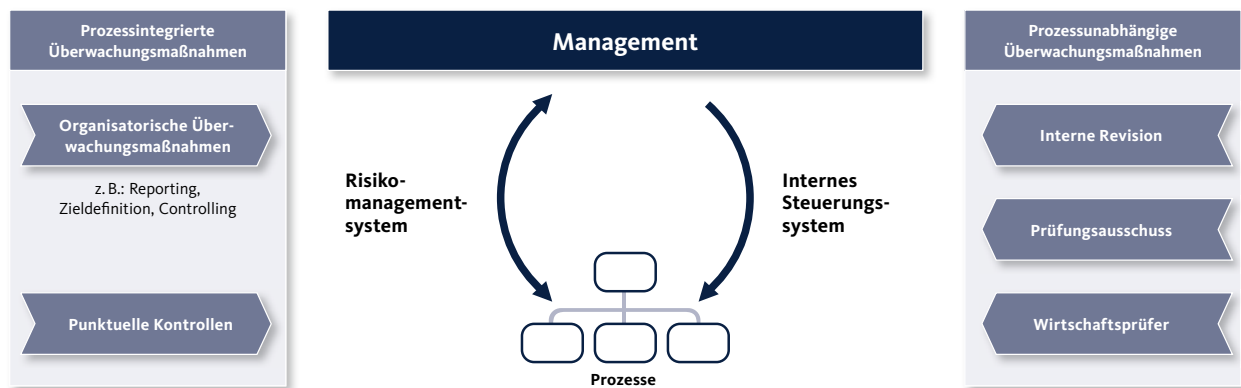 Prozessintegrierte
Überwachungsmaßnahmen
Organisatorische Über-
wachungsmaßnahmen
z. B.: Reporting,
Zieldefinition, Controlling
Punktuelle Kontrollen
Management
Risiko-
management-
system
Internes
Steuerungs-
system
Prozesse
Prozessunabhängige
Überwachungsmaßnahmen
Interne Revision
Prüfungsausschuss
Wirtschaftsprüfer